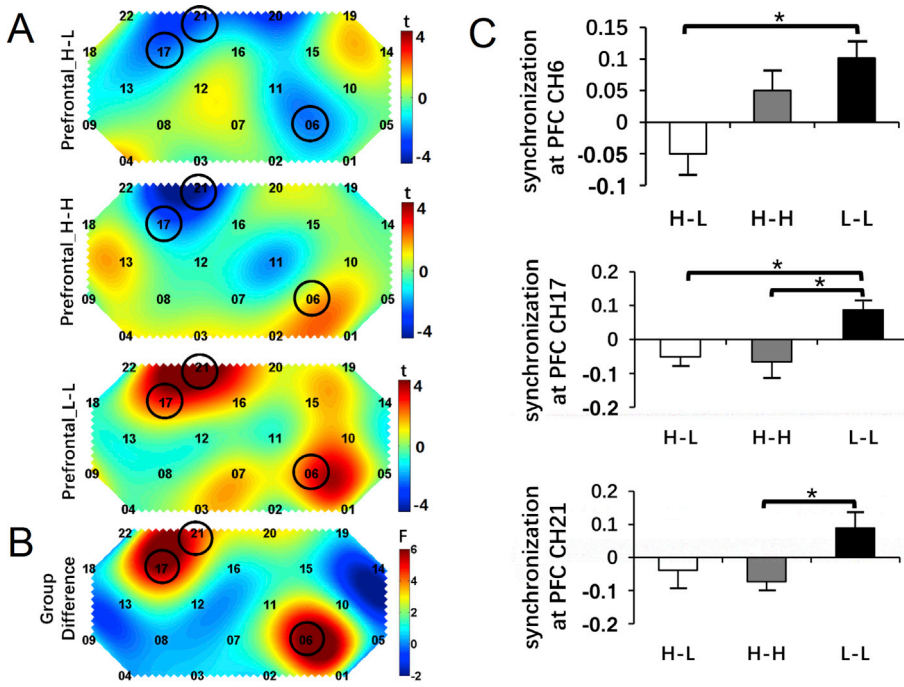 A
Prefrontal_H-L
22 21 20 19
18 17 16 15 14
13 12 11 10
09 08 07 06 05
04 03 02 01
t
4
0
-4
Prefrontal_H-H
22 21 20 19
18 17 16 15 14
13 12 11 10
09 08 07 06 05
04 03 02 01
t
4
2
0
-2
-4
Prefrontal_L-L
22 21 20 19
18 17 16 15 14
13 12 11 10
09 08 07 06 05
04 03 02 01
t
4
2
0
-2
-4
B
Group
Difference
22 21 20 19
18 17 16 15 14
13 12 11 10
09 08 07 06 05
04 03 02 01
F
6
4
2
0
-2
C
synchronization
at PFC CH6
0.15
0.1
0.05
0
-0.05
-0.1
*
H-L H-H L-L
synchronization
at PFC CH17
0.2
0.1
0
-0.1
-0.2
*
*
H-L H-H L-L
synchronization
at PFC CH21
0.2
0.1
0
-0.1
-0.2
*
H-L H-H L-L